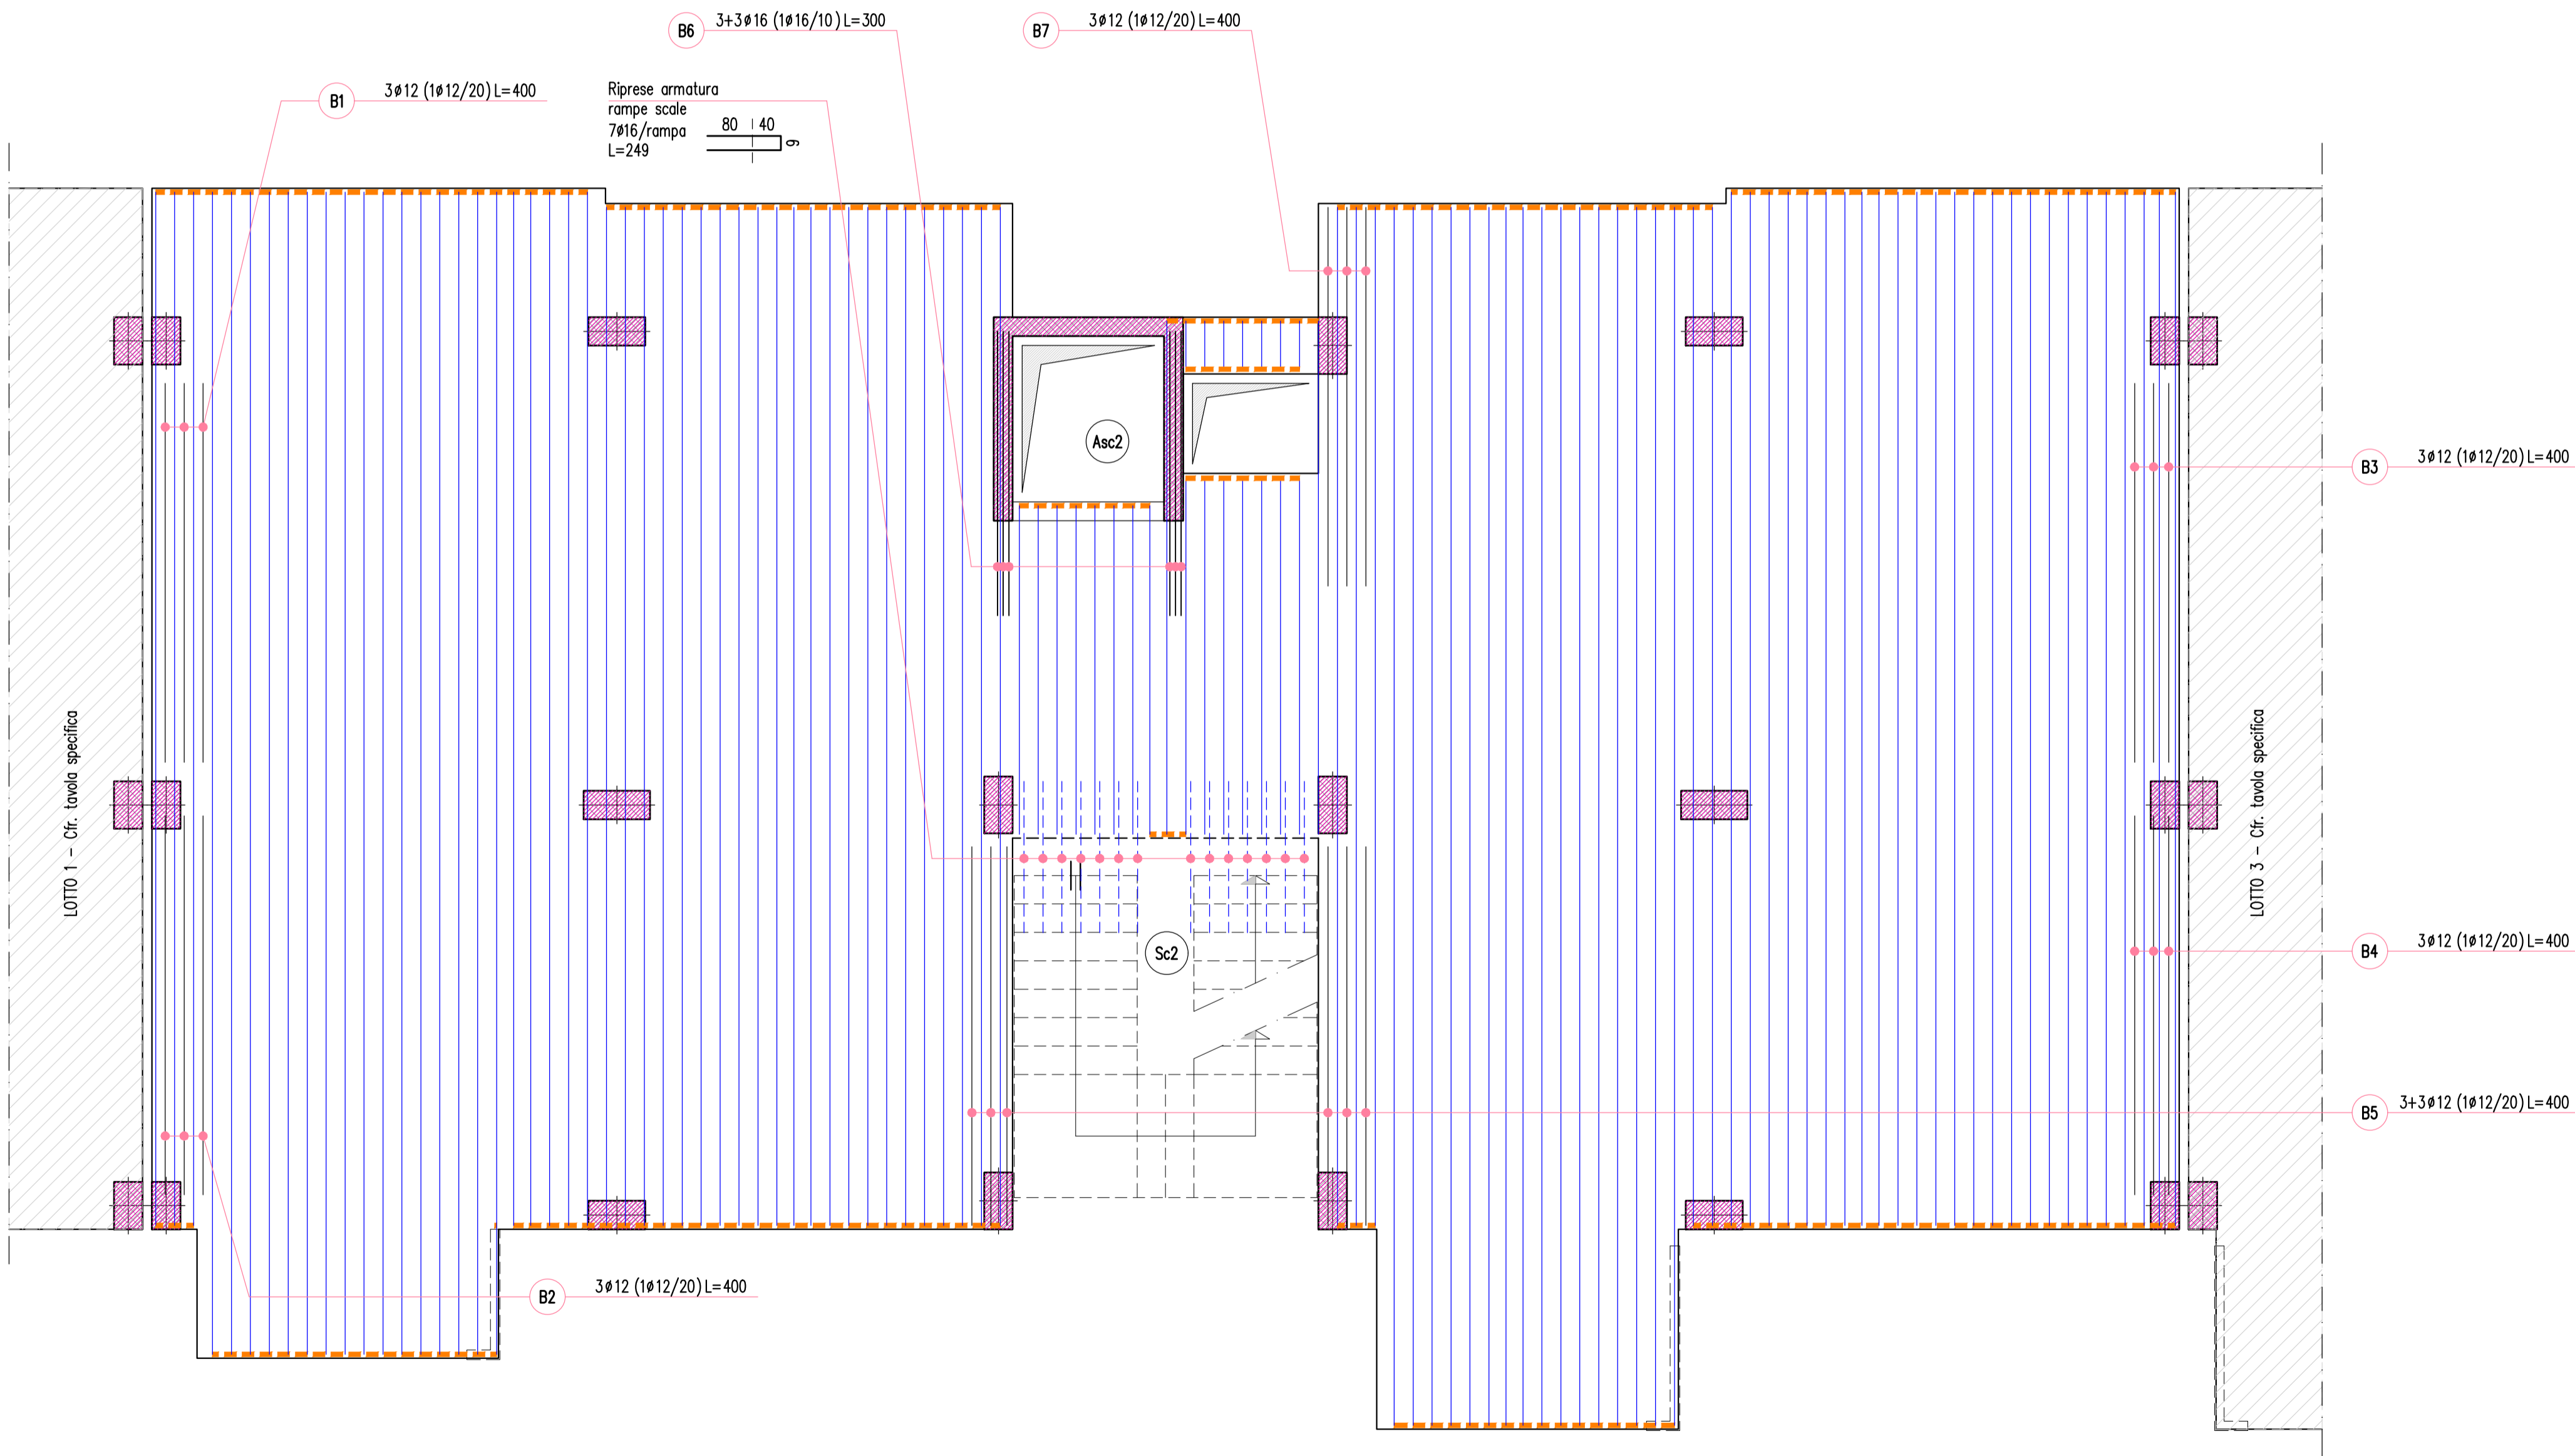 B6 3+3ø16 (1ø16/10) L=300
B7 3ø12 (1ø12/20) L=400
B1 3ø12 (1ø12/20) L=400
Riprese armatura
rampe scale
7ø16/rampa
L=249
80 40
9
Asc2
B3 3ø12 (1ø12/20) L=400
LOTTO 1 - Cfr. tavola specifica
LOTTO 3 - Cfr. tavola specifica
Sc2
B4 3ø12 (1ø12/20) L=400
B5 3+3ø12 (1ø12/20) L=400
B2 3ø12 (1ø12/20) L=400